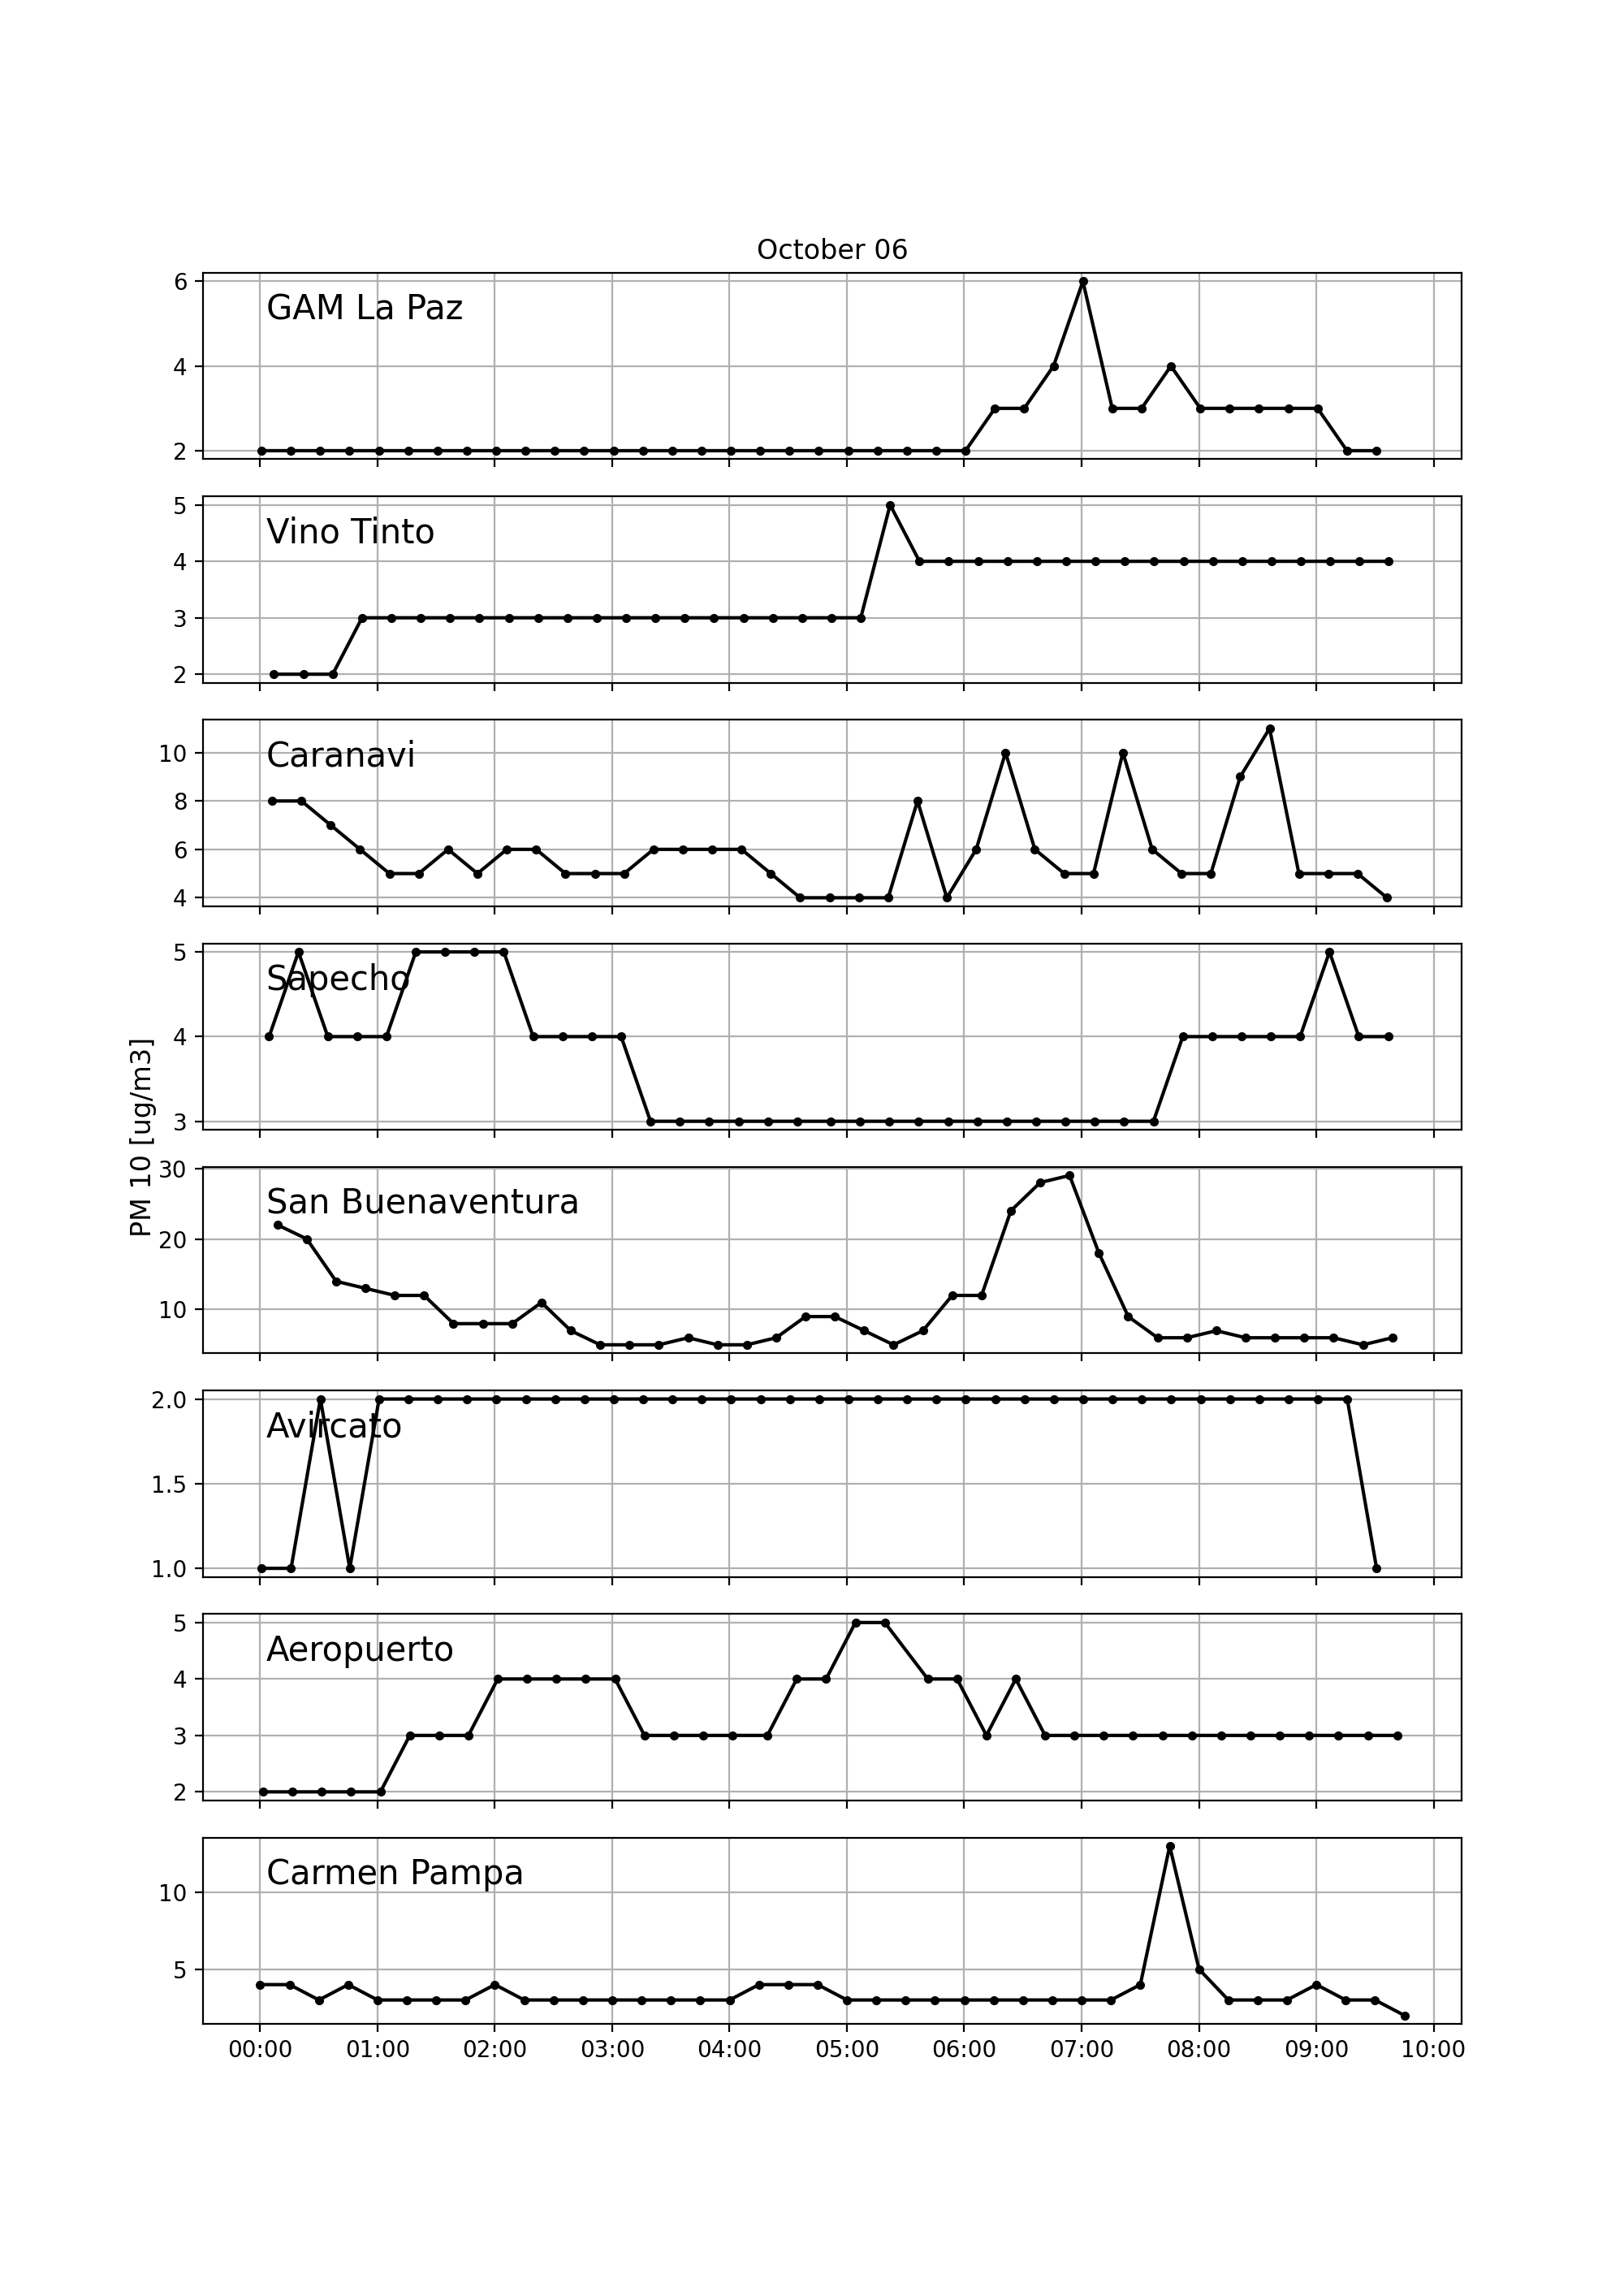 October 06
PM 10 [ug/m3]
6
GAM La Paz
4
2
5
Vino Tinto
4
3
2
10
Caranavi
8
6
4
5
Sapecho
4
3
30
San Buenaventura
20
10
2.0
Avircato
1.5
1.0
5
Aeropuerto
4
3
2
Carmen Pampa
10
5
00:00 01:00 02:00 03:00 04:00 05:00 06:00 07:00 08:00 09:00 10:00